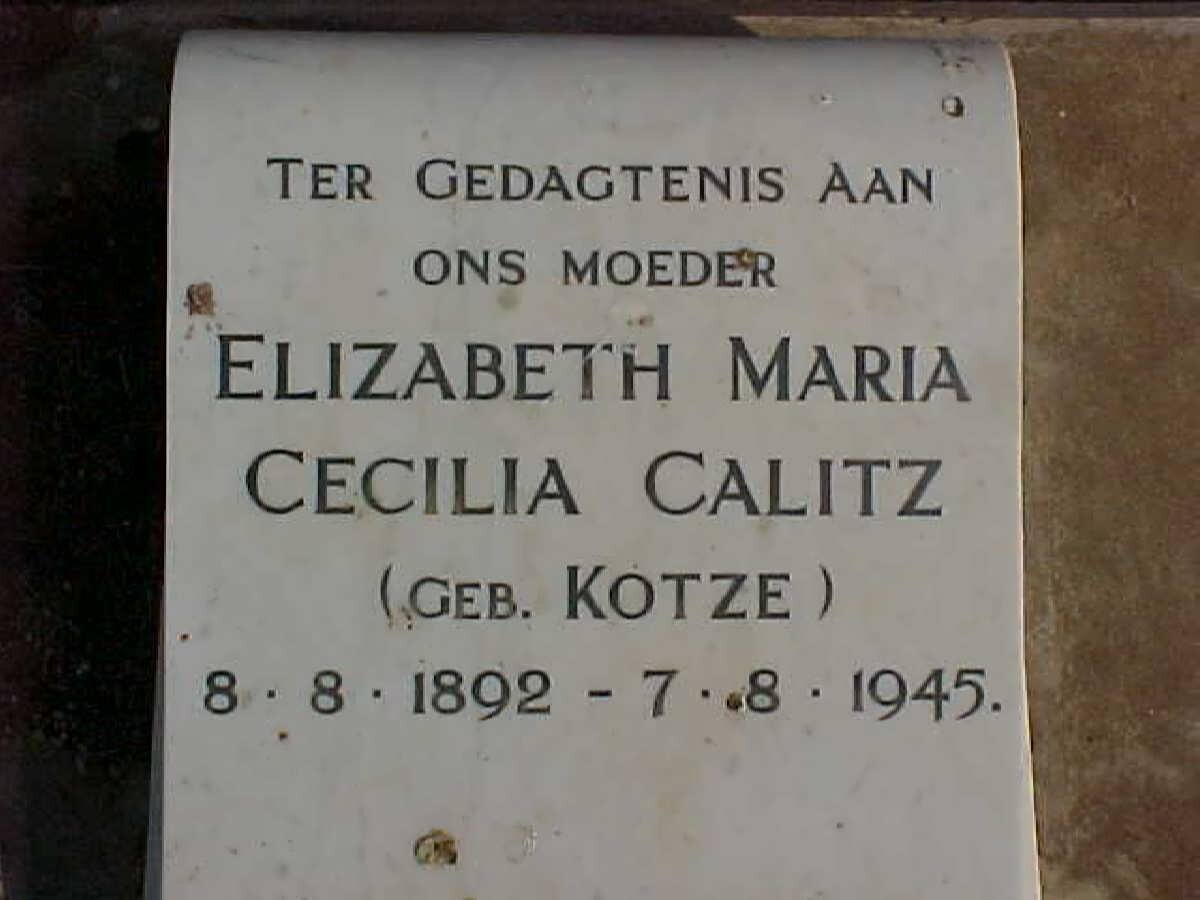 TER GEDAGTENIS AAN
ONS MOEDER
ELIZABETH MARIA
CECILIA CALITZ
(GEB. KOTZE)
8 · 8 · 1892 - 7 · 8 · 1945.